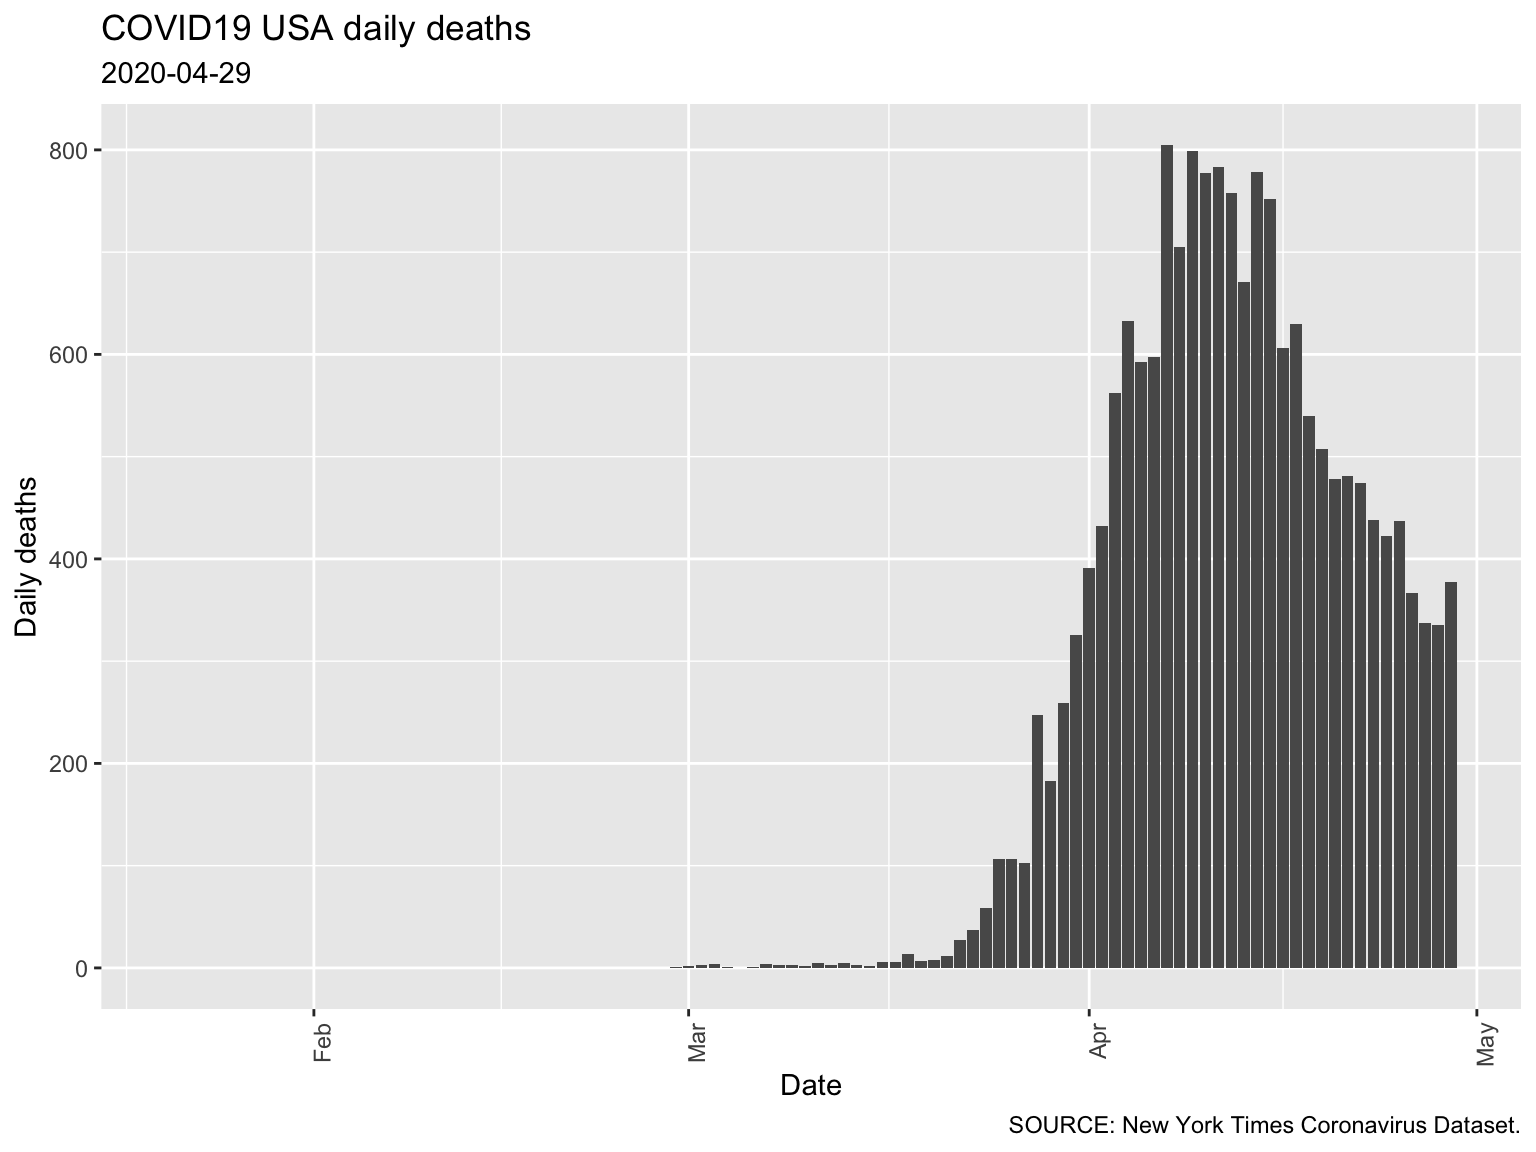 COVID19 USA daily deaths
2020-04-29
800
600
400
200
0
Daily deaths
Feb
Mar
Apr
May
Date
SOURCE: New York Times Coronavirus Dataset.